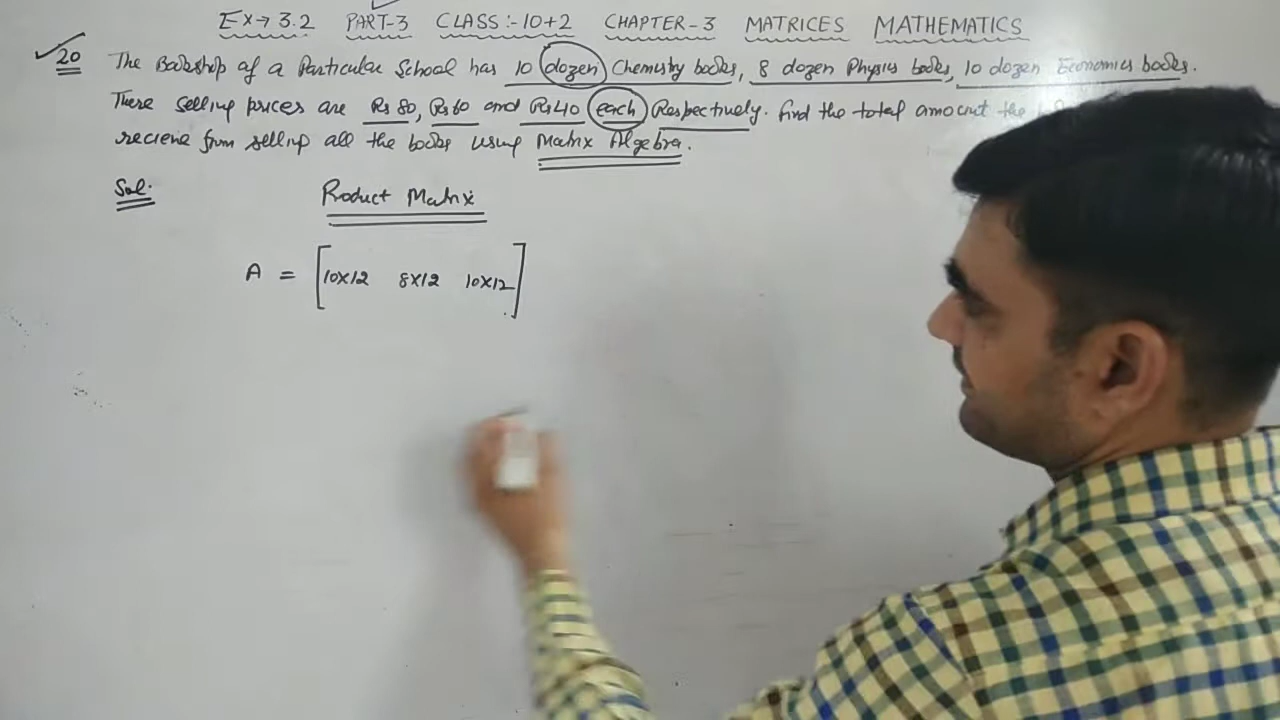 Ex→3.2 PART-3 CLASS:-10+2 CHAPTER-3 MATRICES MATHEMATICS
20 The Bookshop of a Particular School has 10 dozen Chemistry books, 8 dozen Physics books, 10 dozen Economics books.
There selling prices are Rs 80, Rs 60 and Rs 40 each Respectively. find the total amount the
recieve from selling all the books using Matrix Algebra.
Sol. Product Matrix
A = [10×12 8×12 10×12]